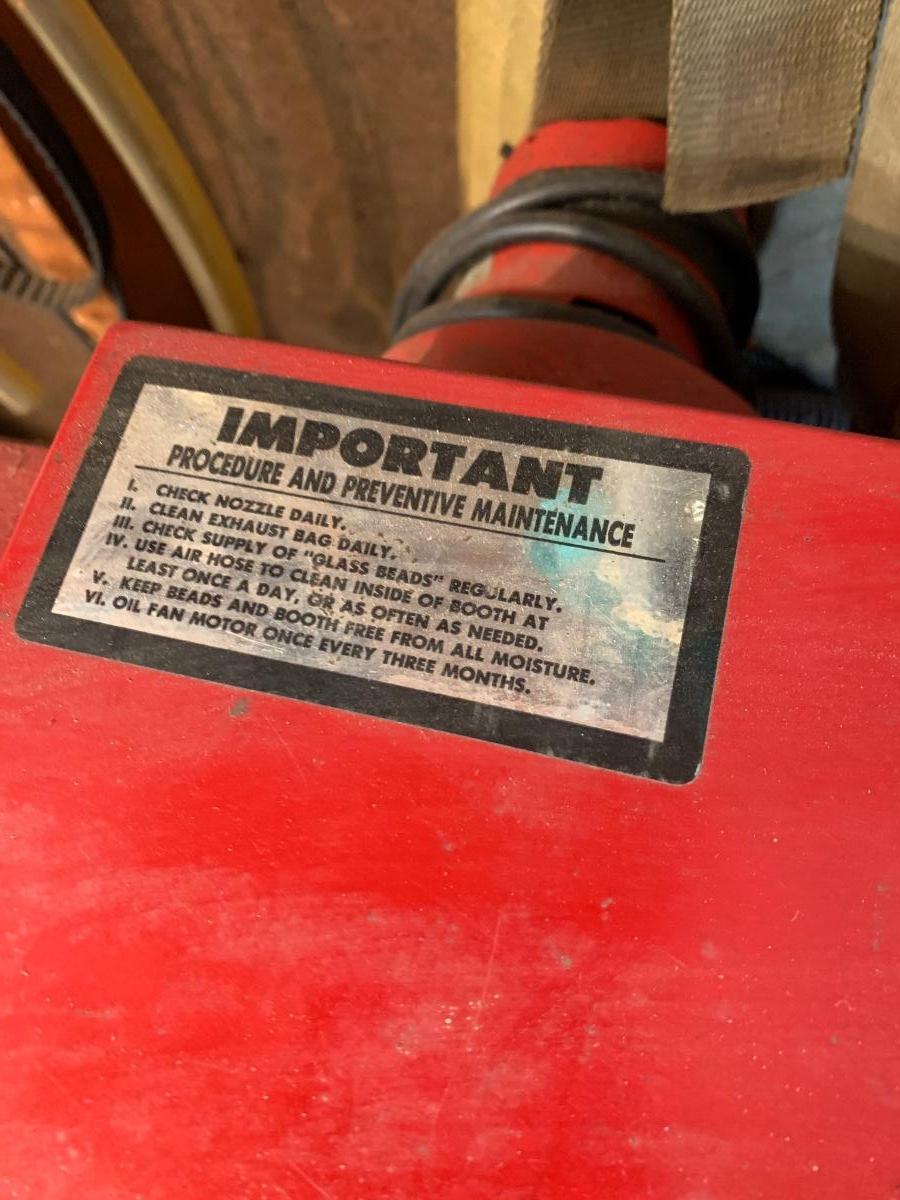 IMPORTANT
PROCEDURE AND PREVENTIVE MAINTENANCE
I. CHECK NOZZLE DAILY.
II. CLEAN EXHAUST BAG DAILY.
III. CHECK SUPPLY OF "GLASS BEADS" REGULARLY.
IV. USE AIR HOSE TO CLEAN INSIDE OF BOOTH AT
LEAST ONCE A DAY, OR AS OFTEN AS NEEDED.
V. KEEP BEADS AND BOOTH FREE FROM ALL MOISTURE.
VI. OIL FAN MOTOR ONCE EVERY THREE MONTHS.